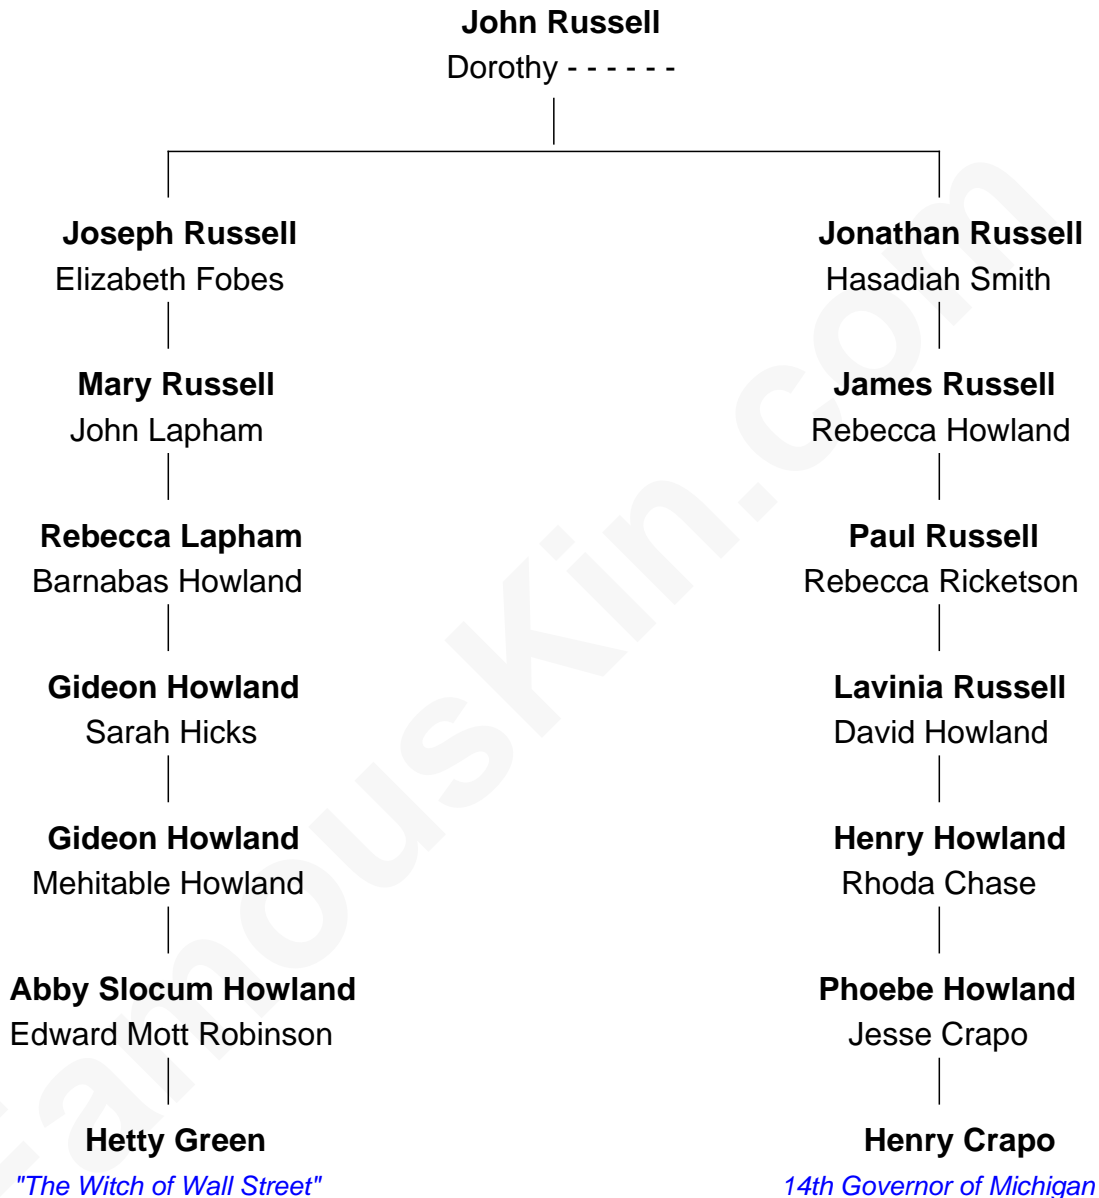 John Russell
Dorothy - - - - - -
Joseph Russell
Elizabeth Fobes
Jonathan Russell
Hasadiah Smith
Mary Russell
John Lapham
James Russell
Rebecca Howland
Rebecca Lapham
Barnabas Howland
Paul Russell
Rebecca Ricketson
Gideon Howland
Sarah Hicks
Lavinia Russell
David Howland
Gideon Howland
Mehitable Howland
Henry Howland
Rhoda Chase
Abby Slocum Howland
Edward Mott Robinson
Phoebe Howland
Jesse Crapo
Hetty Green
"The Witch of Wall Street"
Henry Crapo
14th Governor of Michigan
FamousKin.com